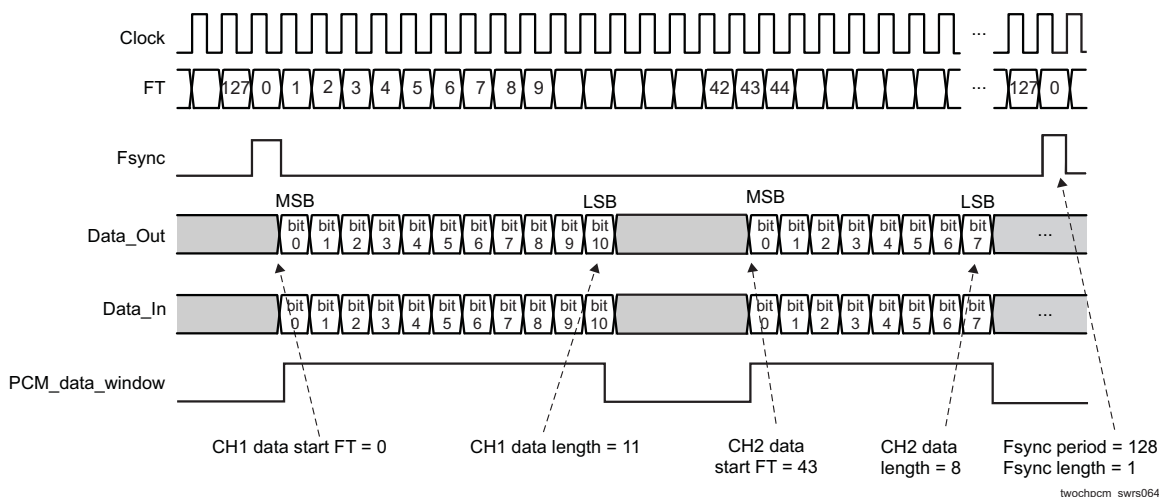 Clock ...
FT 127 0 1 2 3 4 5 6 7 8 9 42 43 44 ... 127 0
Fsync
MSB LSB MSB LSB
Data_Out bit 0 bit 1 bit 2 bit 3 bit 4 bit 5 bit 6 bit 7 bit 8 bit 9 bit 10 bit 0 bit 1 bit 2 bit 3 bit 4 bit 5 bit 6 bit 7 ...
Data_In bit 0 bit 1 bit 2 bit 3 bit 4 bit 5 bit 6 bit 7 bit 8 bit 9 bit 10 bit 0 bit 1 bit 2 bit 3 bit 4 bit 5 bit 6 bit 7 ...
PCM_data_window
CH1 data start FT = 0
CH1 data length = 11
CH2 data
start FT = 43
CH2 data
length = 8
Fsync period = 128
Fsync length = 1
twochpcm_swrs064